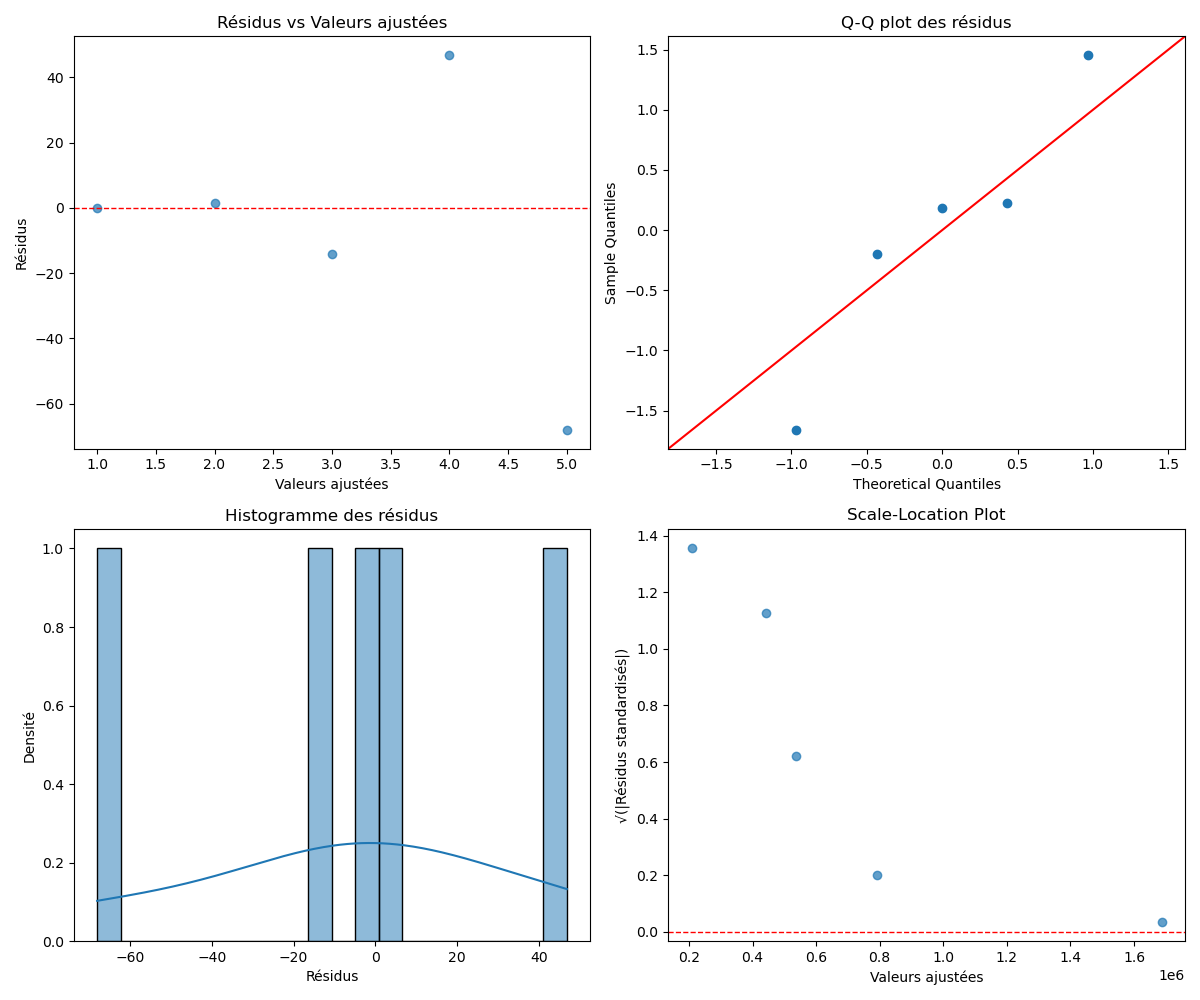 Résidus vs Valeurs ajustées
40
20
0
−20
−40
−60
Résidus
1.0 1.5 2.0 2.5 3.0 3.5 4.0 4.5 5.0
Valeurs ajustées
Q-Q plot des résidus
1.5
1.0
0.5
0.0
−0.5
−1.0
−1.5
Sample Quantiles
−1.5 −1.0 −0.5 0.0 0.5 1.0 1.5
Theoretical Quantiles
Histogramme des résidus
1.0
0.8
0.6
0.4
0.2
0.0
Densité
−60 −40 −20 0 20 40
Résidus
Scale-Location Plot
1.4
1.2
1.0
0.8
0.6
0.4
0.2
0.0
√(|Résidus standardisés|)
0.2 0.4 0.6 0.8 1.0 1.2 1.4 1.6
1e6
Valeurs ajustées